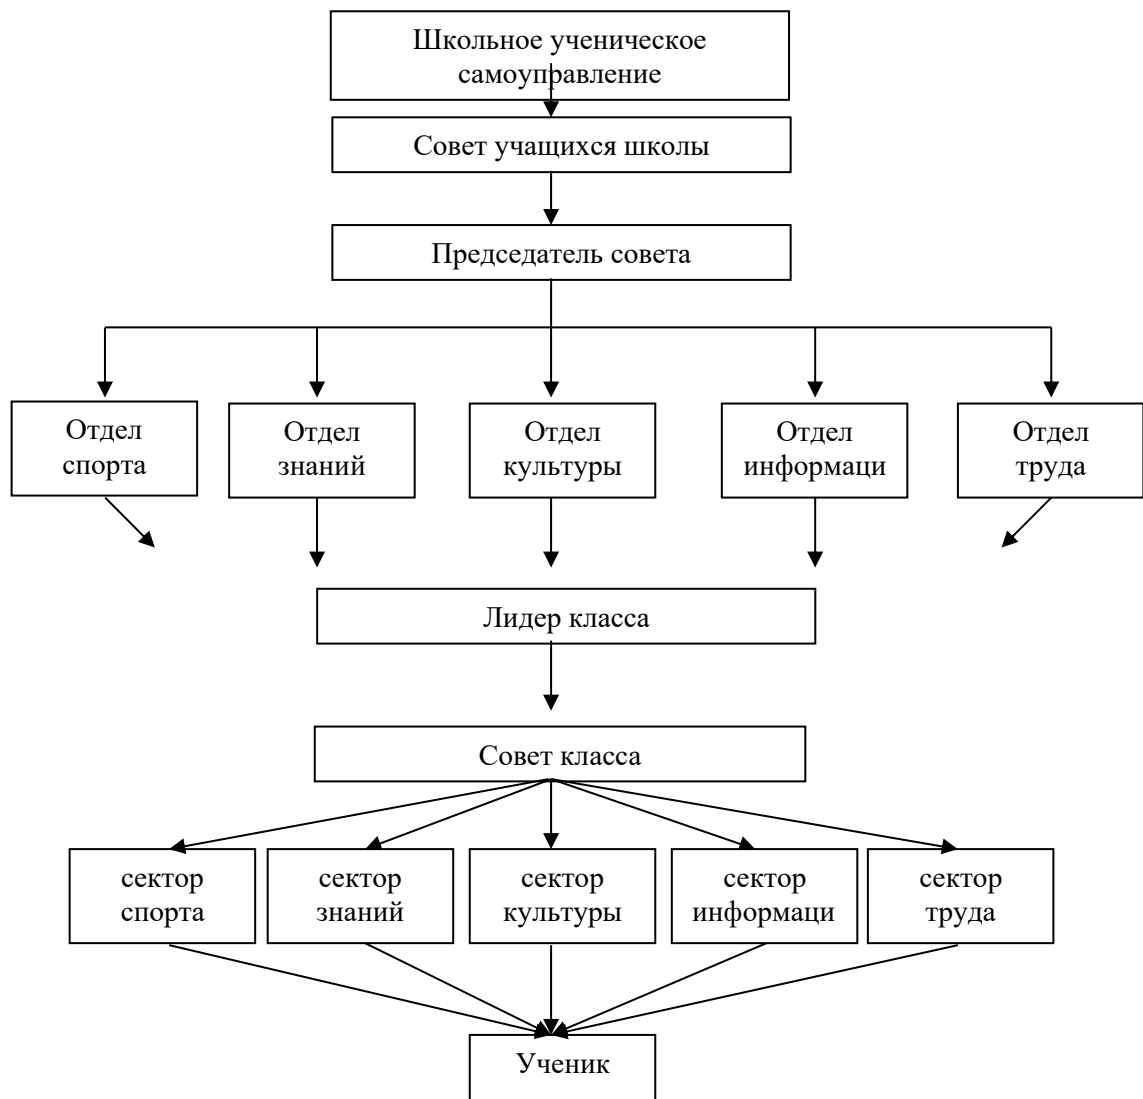 Школьное ученическое
самоуправление
Совет учащихся школы
Председатель совета
Отдел
спорта
Отдел
знаний
Отдел
культуры
Отдел
информаци
Отдел
труда
Лидер класса
Совет класса
сектор
спорта
сектор
знаний
сектор
культуры
сектор
информаци
сектор
труда
Ученик